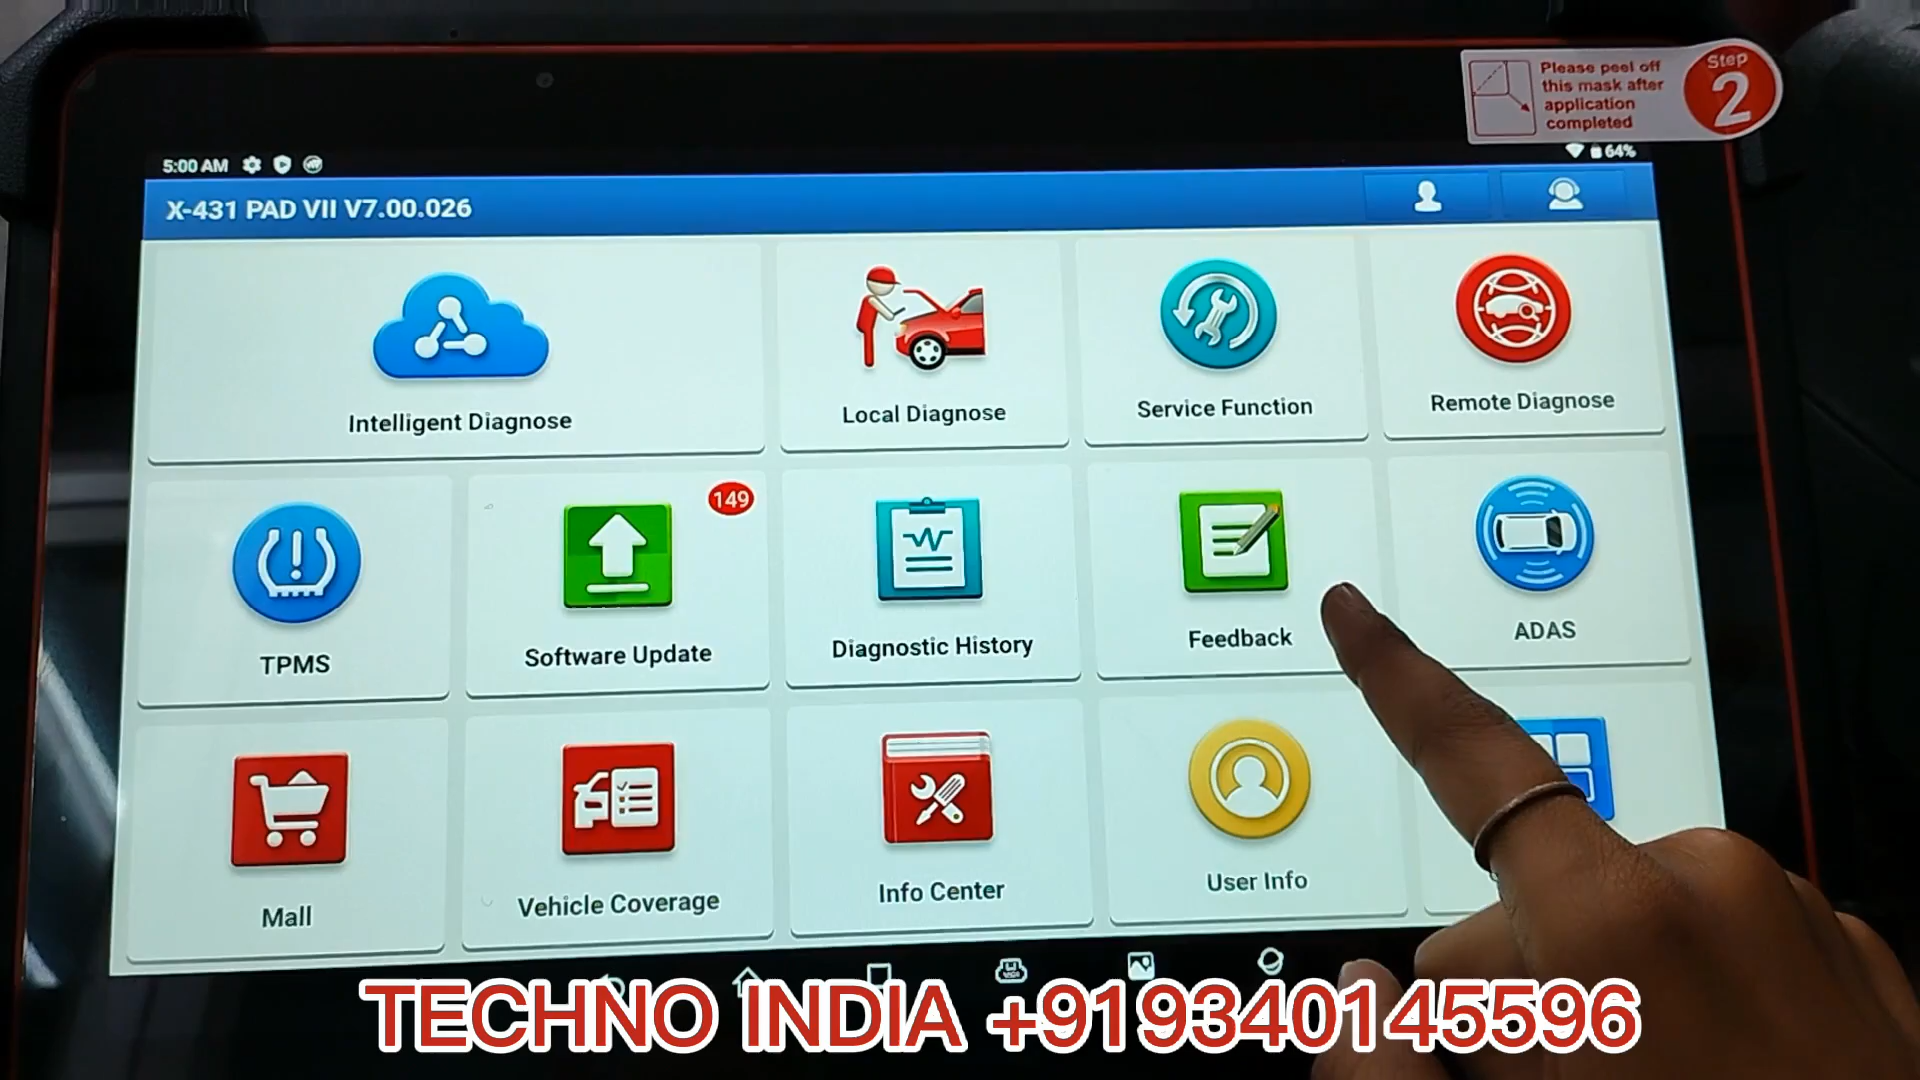 Please peel off
this mask after
application
completed
Step
2
5:00 AM
64%
X-431 PAD VII V7.00.026
Intelligent Diagnose
Local Diagnose
Service Function
Remote Diagnose
149
TPMS
Software Update
Diagnostic History
Feedback
ADAS
Mall
Vehicle Coverage
Info Center
User Info
TECHNO INDIA +919340145596